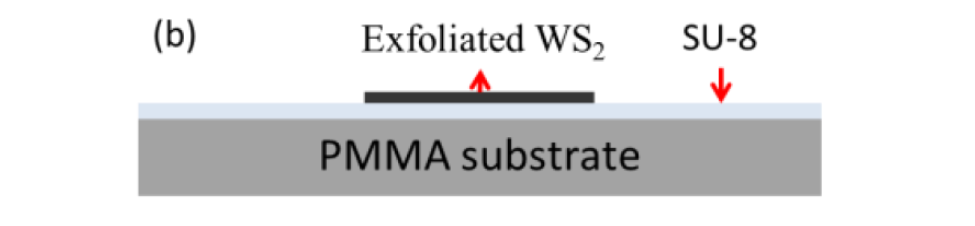 (b)
Exfoliated WS₂
SU-8
PMMA substrate